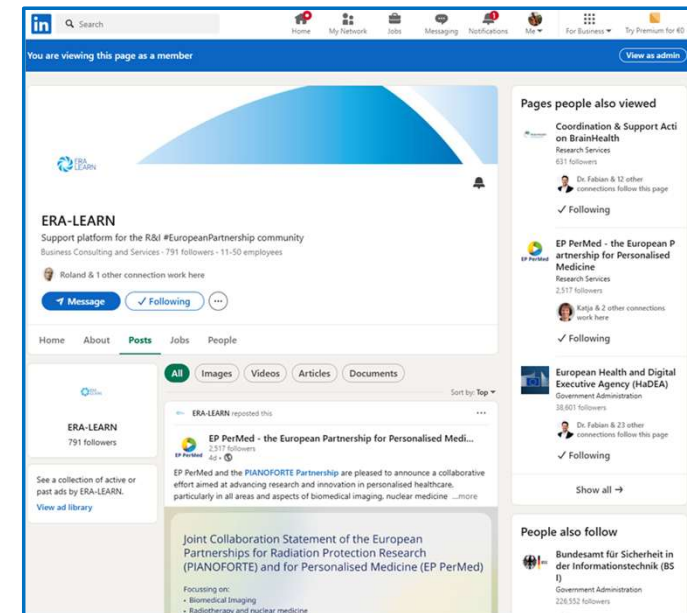 in
Search
Home
My Network
Jobs
Messaging
1
Notifications
Me
For Business
Try Premium for €0
You are viewing this page as a member
View as admin
ERA
LEARN
ERA-LEARN
Support platform for the R&I #EuropeanPartnership community
Business Consulting and Services · 791 followers · 11-50 employees
Roland & 1 other connection work here
Message
✓ Following
Home
About
Posts
Jobs
People
ERA-LEARN
791 followers
See a collection of active or
past ads by ERA-LEARN.
View ad library
All
Images
Videos
Articles
Documents
Sort by: Top
ERA-LEARN reposted this
EP PerMed
EP PerMed - the European Partnership for Personalised Medi...
2,517 followers
4d •
EP PerMed and the PIANOFORTE Partnership are pleased to announce a collaborative
effort aimed at advancing research and innovation in personalised healthcare,
particularly in all areas and aspects of biomedical imaging, nuclear medicine ...more
Joint Collaboration Statement of the European
Partnerships for Radiation Protection Research
(PIANOFORTE) and for Personalised Medicine (EP PerMed)
Focussing on:
• Biomedical Imaging
• Radiotherapy and nuclear medicine
Pages people also viewed
Coordination & Support Acti
on BrainHealth
Research Services
631 followers
Dr. Fabian & 12 other
connections follow this page
✓ Following
EP PerMed
EP PerMed - the European P
artnership for Personalised
Medicine
Research Services
2,517 followers
Katja & 2 other connections
work here
✓ Following
European Health and Digital
Executive Agency (HaDEA)
Government Administration
38,601 followers
Dr. Fabian & 23 other
connections follow this page
✓ Following
Show all →
People also follow
Bundesamt für Sicherheit in
der Informationstechnik (BS
I)
Government Administration
226,552 followers